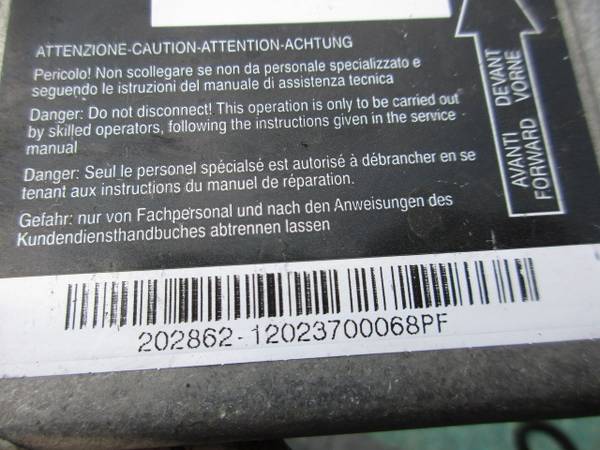 ATTENZIONE-CAUTION-ATTENTION-ACHTUNG
Pericolo! Non scollegare se non da personale specializzato e
seguendo le istruzioni del manuale di assistenza tecnica
Danger: Do not disconnect! This operation is only to be carried out
by skilled operators, following the instructions given in the service
manual
Danger: Seul le personel spécialsé est autorisé à débrancher en se
tenant aux instructions du manuel de réparation.
Gefahr: nur von Fachpersonal und nach den Anweisungen des
Kundendiensthandbuches abtrennen lassen
AVANTI DEVANT
FORWARD VORNE
202862-12023700068PF